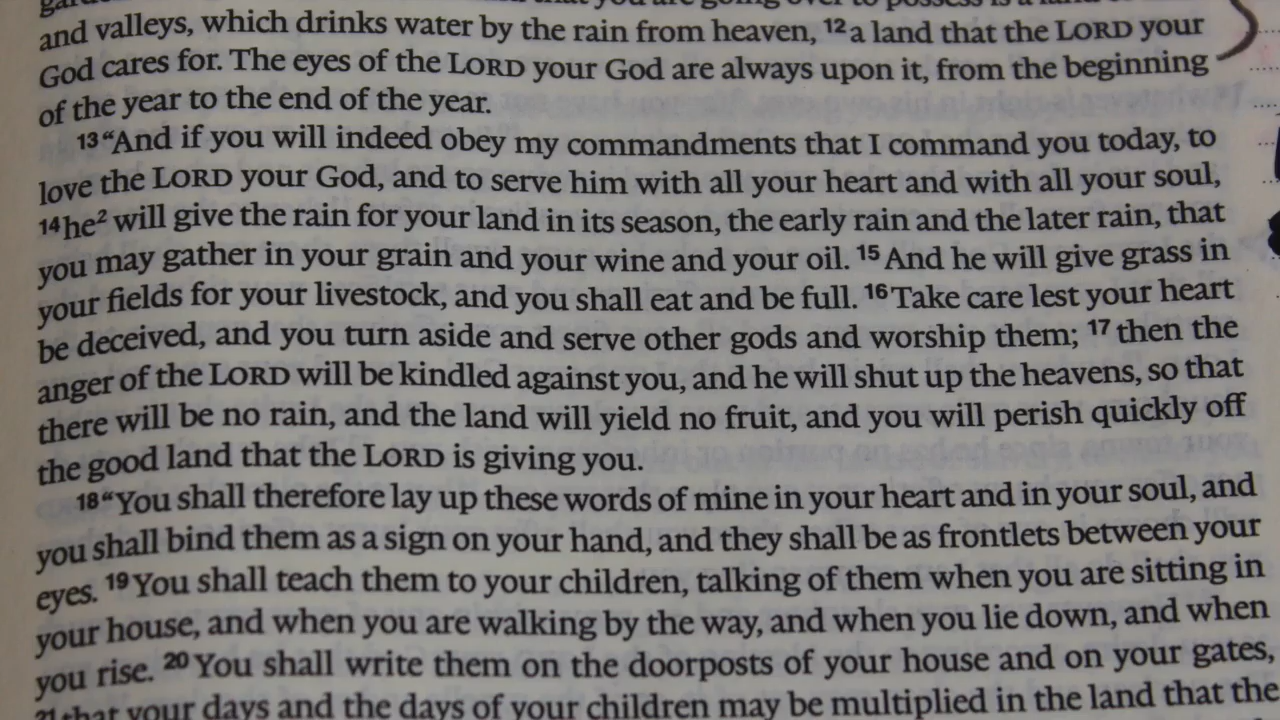 that you are going over to possess is a land
and valleys, which drinks water by the rain from heaven, 12 a land that the LORD your
God cares for. The eyes of the LORD your God are always upon it, from the beginning
of the year to the end of the year.
13 “And if you will indeed obey my commandments that I command you today, to
love the LORD your God, and to serve him with all your heart and with all your soul,
14 he2 will give the rain for your land in its season, the early rain and the later rain, that
you may gather in your grain and your wine and your oil. 15 And he will give grass in
your fields for your livestock, and you shall eat and be full. 16 Take care lest your heart
be deceived, and you turn aside and serve other gods and worship them; 17 then the
anger of the LORD will be kindled against you, and he will shut up the heavens, so that
there will be no rain, and the land will yield no fruit, and you will perish quickly off
the good land that the LORD is giving you.
18 “You shall therefore lay up these words of mine in your heart and in your soul, and
you shall bind them as a sign on your hand, and they shall be as frontlets between your
eyes. 19 You shall teach them to your children, talking of them when you are sitting in
your house, and when you are walking by the way, and when you lie down, and when
you rise. 20 You shall write them on the doorposts of your house and on your gates,
21 that your days and the days of your children may be multiplied in the land that the